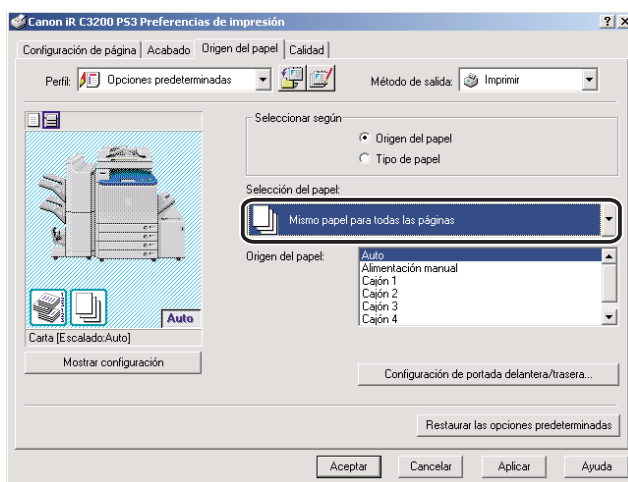 Canon iR C3200 PS3 Preferencias de impresión
Configuración de página Acabado Origen del papel Calidad
Perfil: Opciones predeterminadas Método de salida: Imprimir
Seleccionar según
Origen del papel
Tipo de papel
Selección del papel:
Mismo papel para todas las páginas
Origen del papel:
Auto
Alimentación manual
Cajón 1
Cajón 2
Cajón 3
Cajón 4
Auto
Carta [Escalado:Auto]
Mostrar configuración
Configuración de portada delantera/trasera...
Restaurar las opciones predeterminadas
Aceptar Cancelar Aplicar Ayuda